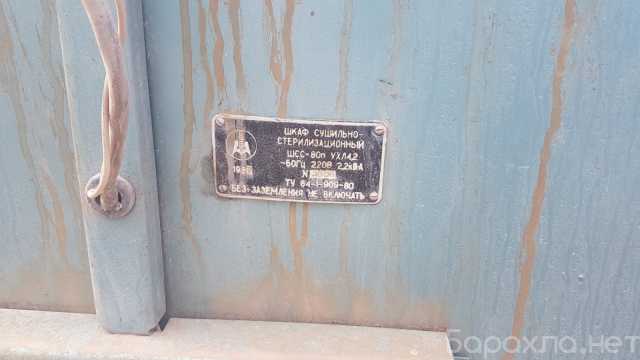 ШКАФ СУШИЛЬНО-
СТЕРИЛИЗАЦИОННЫЙ
ШСС-80п УХЛ4,2
~50Гц 220В 2,2кВА
N
ТУ 64-1-909-80
БЕЗ ЗАЗЕМЛЕНИЯ НЕ ВКЛЮЧАТЬ
Барахла.нет